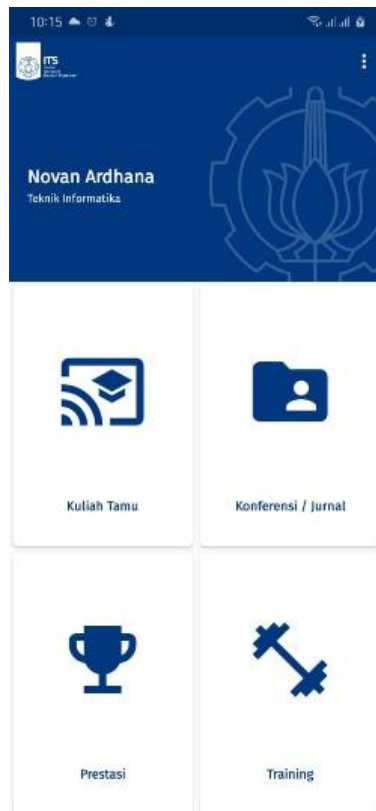 10:15
ITS
Novan Ardhana
Teknik Informatika
Kuliah Tamu
Konferensi / Jurnal
Prestasi
Training